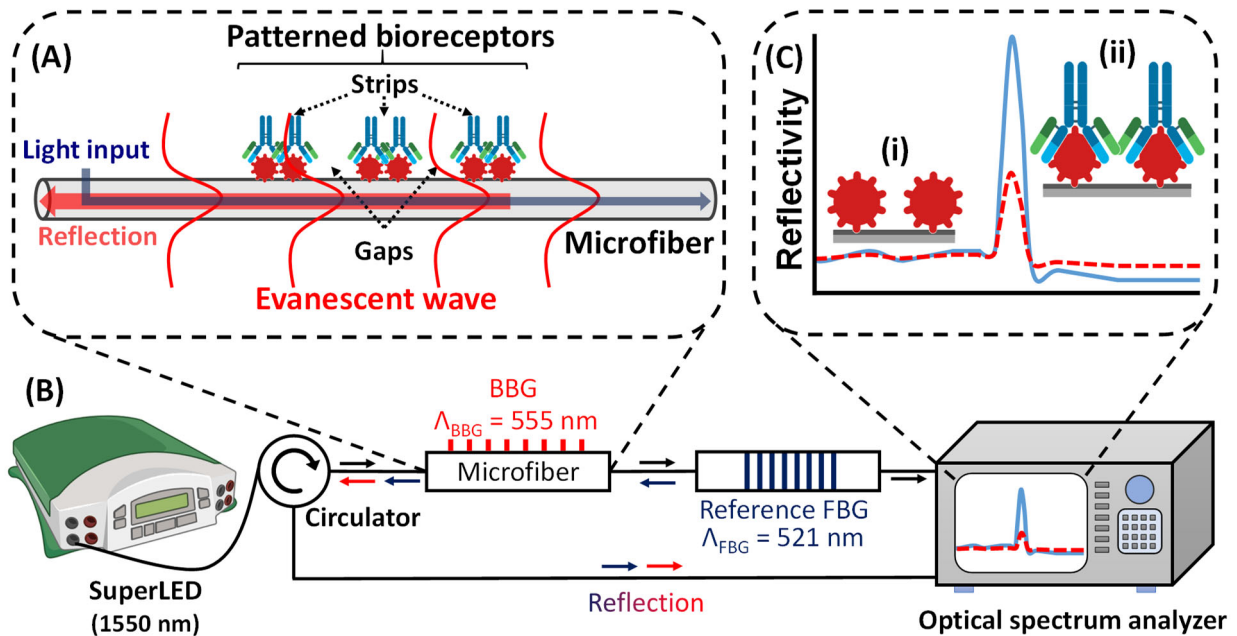 (A)
Patterned bioreceptors
Strips
Light input
Reflection
Gaps
Microfiber
Evanescent wave
(C)
Reflectivity
(i)
(ii)
(B)
BBG
ΛBBG = 555 nm
Microfiber
Circulator
Reference FBG
ΛFBG = 521 nm
SuperLED
(1550 nm)
Reflection
Optical spectrum analyzer